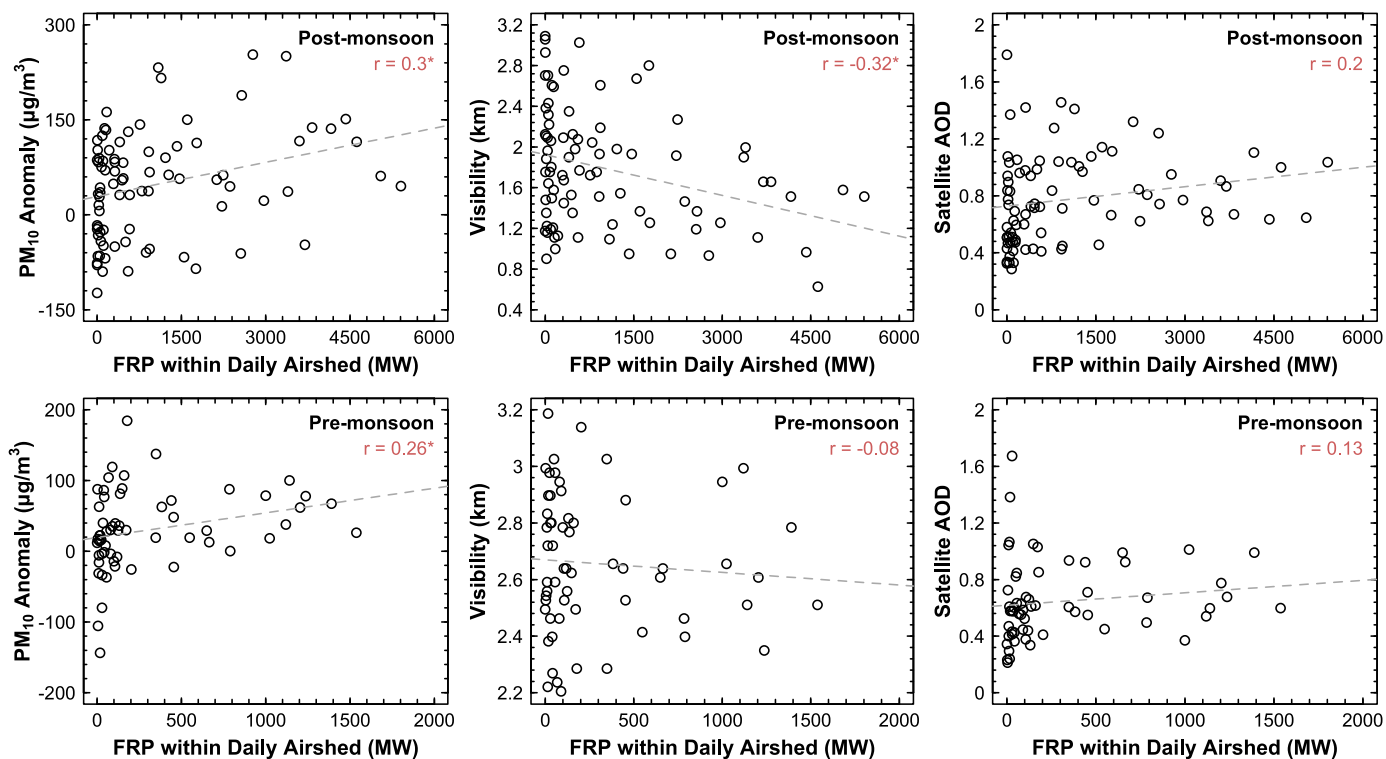 300
150
0
-150
PM10 Anomaly (µg/m3)
Post-monsoon
r = 0.3*
0 1500 3000 4500 6000
FRP within Daily Airshed (MW)
3.2
2.8
2.4
2.0
1.6
1.2
0.8
0.4
Visibility (km)
Post-monsoon
r = -0.32*
0 1500 3000 4500 6000
FRP within Daily Airshed (MW)
2
1.6
1.2
0.8
0.4
0
Satellite AOD
Post-monsoon
r = 0.2
0 1500 3000 4500 6000
FRP within Daily Airshed (MW)
200
100
0
-100
-200
PM10 Anomaly (µg/m3)
Pre-monsoon
r = 0.26*
0 500 1000 1500 2000
FRP within Daily Airshed (MW)
3.2
3
2.8
2.6
2.4
2.2
Visibility (km)
Pre-monsoon
r = -0.08
0 500 1000 1500 2000
FRP within Daily Airshed (MW)
2
1.6
1.2
0.8
0.4
0
Satellite AOD
Pre-monsoon
r = 0.13
0 500 1000 1500 2000
FRP within Daily Airshed (MW)